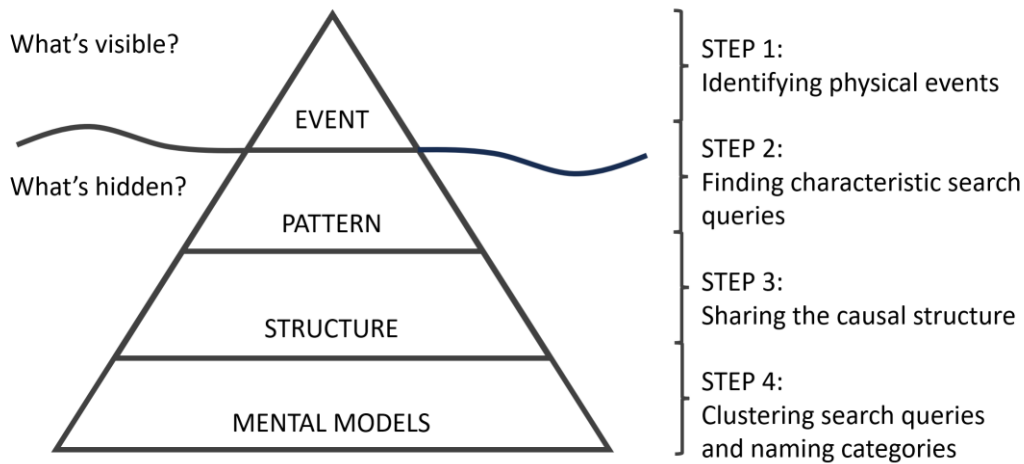 What’s visible?
EVENT
What’s hidden?
PATTERN
STRUCTURE
MENTAL MODELS
STEP 1:
Identifying physical events
STEP 2:
Finding characteristic search
queries
STEP 3:
Sharing the causal structure
STEP 4:
Clustering search queries
and naming categories